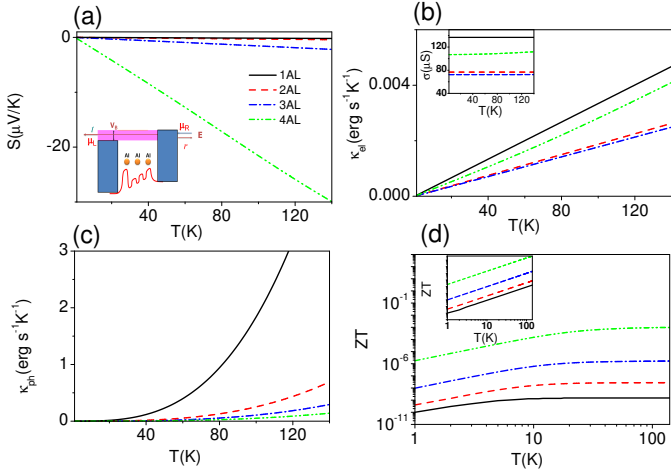 (a)
0
-20
S(μV/K)
40
80
120
T(K)
1AL
2AL
3AL
4AL
μL
μR
E
Al
Al
Al
(b)
0.004
0.000
κel(erg s⁻¹K⁻¹)
40
80
120
T(K)
σ(μS)
120
80
40
40
80
120
T(K)
(c)
3
2
1
0
κph(erg s⁻¹K⁻¹)
40
80
120
T(K)
(d)
10⁻¹
10⁻⁶
10⁻¹¹
ZT
1
10
100
T(K)
ZT
1
10
100
T(K)